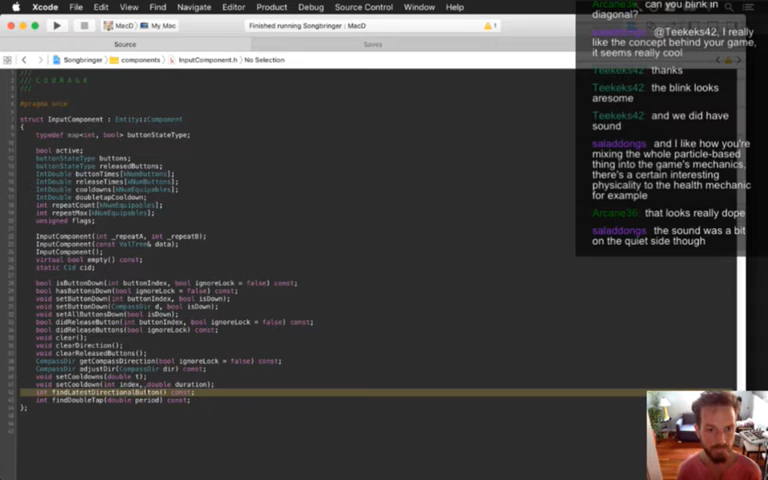 Xcode File Edit View Find Navigate Editor Product Debug Source Control Window Help
MacD My Mac
Finished running Songbringer : MacD
1
Source
Saves
Songbringer components InputComponent.h No Selection
///
/// C O U R A G E
///
#pragma once
struct InputComponent : Entity::Component
{
typedef map<int, bool> buttonStateType;
bool active;
buttonStateType buttons;
buttonStateType releasedButtons;
IntDouble buttonTimes[kNumButtons];
IntDouble releaseTimes[kNumButtons];
IntDouble cooldowns[kNumEquipables];
IntDouble doubletapCooldown;
int repeatCount[kNumEquipables];
int repeatMax[kNumEquipables];
unsigned flags;
InputComponent(int _repeatA, int _repeatB);
InputComponent(const ValTree& data);
InputComponent();
virtual bool empty() const;
static Cid cid;
bool isButtonDown(int buttonIndex, bool ignoreLock = false) const;
bool hasButtonsDown(bool ignoreLock = false) const;
void setButtonDown(int buttonIndex, bool isDown);
void setButtonDown(CompassDir d, bool isDown);
void setAllButtonsDown(bool isDown);
bool didReleaseButton(int buttonIndex, bool ignoreLock = false) const;
bool didReleaseButtons(bool ignoreLock) const;
void clear();
void clearDirection();
void clearReleasedButtons();
CompassDir getCompassDirection(bool ignoreLock = false) const;
CompassDir adjustDir(CompassDir dir) const;
void setCooldowns(double t);
void setCooldown(int index, double duration);
int findLatestDirectionalButton() const;
int findDoubleTap(double period) const;
};
Arcane36: can you blink in
diagonal?
saladdongs @Teekeks42, I really
like the concept behind your game,
it seems really cool
Teekeks42 thanks
Teekeks42: the blink looks
aresome
Teekeks42: and we did have
sound
saladdongs and I like how you're
mixing the whole particle-based
thing into the game's mechanics,
there's a certain interesting
physicality to the health mechanic
for example
Arcane36: that looks really dope
saladdongs the sound was a bit
on the quiet side though